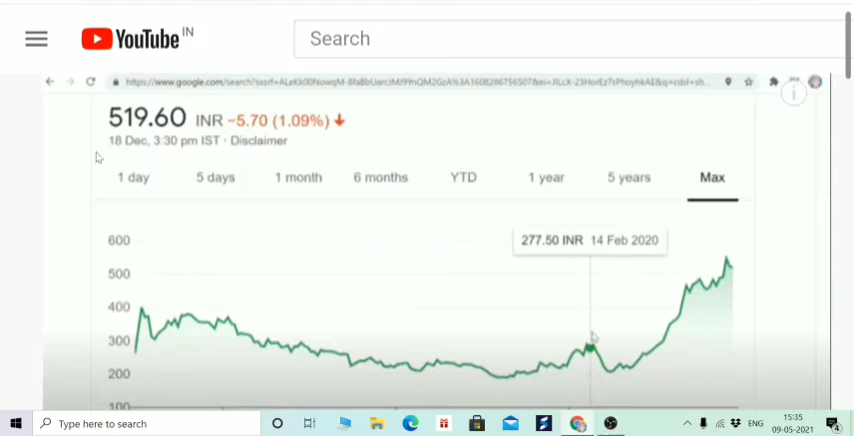 YouTube IN
Search
519.60 INR −5.70 (1.09%) ↓
18 Dec, 3:30 pm IST · Disclaimer
1 day 5 days 1 month 6 months YTD 1 year 5 years Max
277.50 INR 14 Feb 2020
600
500
400
300
200
100
Type here to search
ENG
15:35
09-05-2021
4